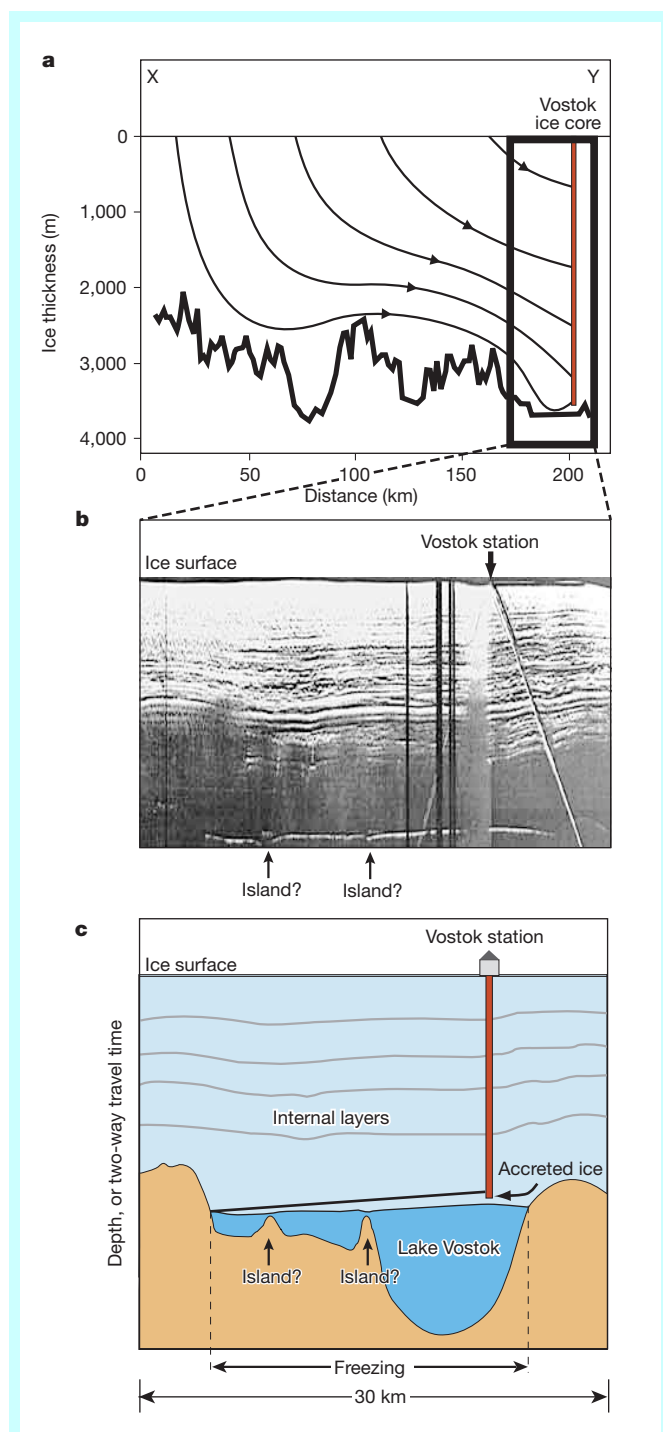 a
X Y
Vostok
ice core
0
1,000
2,000
3,000
4,000
Ice thickness (m)
0 50 100 150 200
Distance (km)
b
Vostok station
Ice surface
Island? Island?
c
Vostok station
Ice surface
Depth, or two-way travel time
Internal layers
Accreted ice
Lake Vostok
Island? Island?
Freezing
30 km